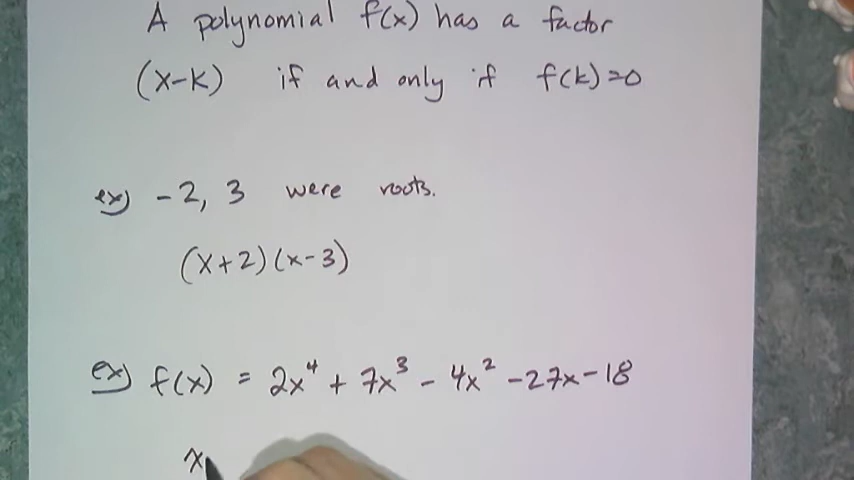 A polynomial f(x) has a factor
(x-k) if and only if f(k)=0
ex) -2, 3 were roots.
(x+2)(x-3)
ex) f(x) = 2x⁴ + 7x³ - 4x² - 27x - 18
x